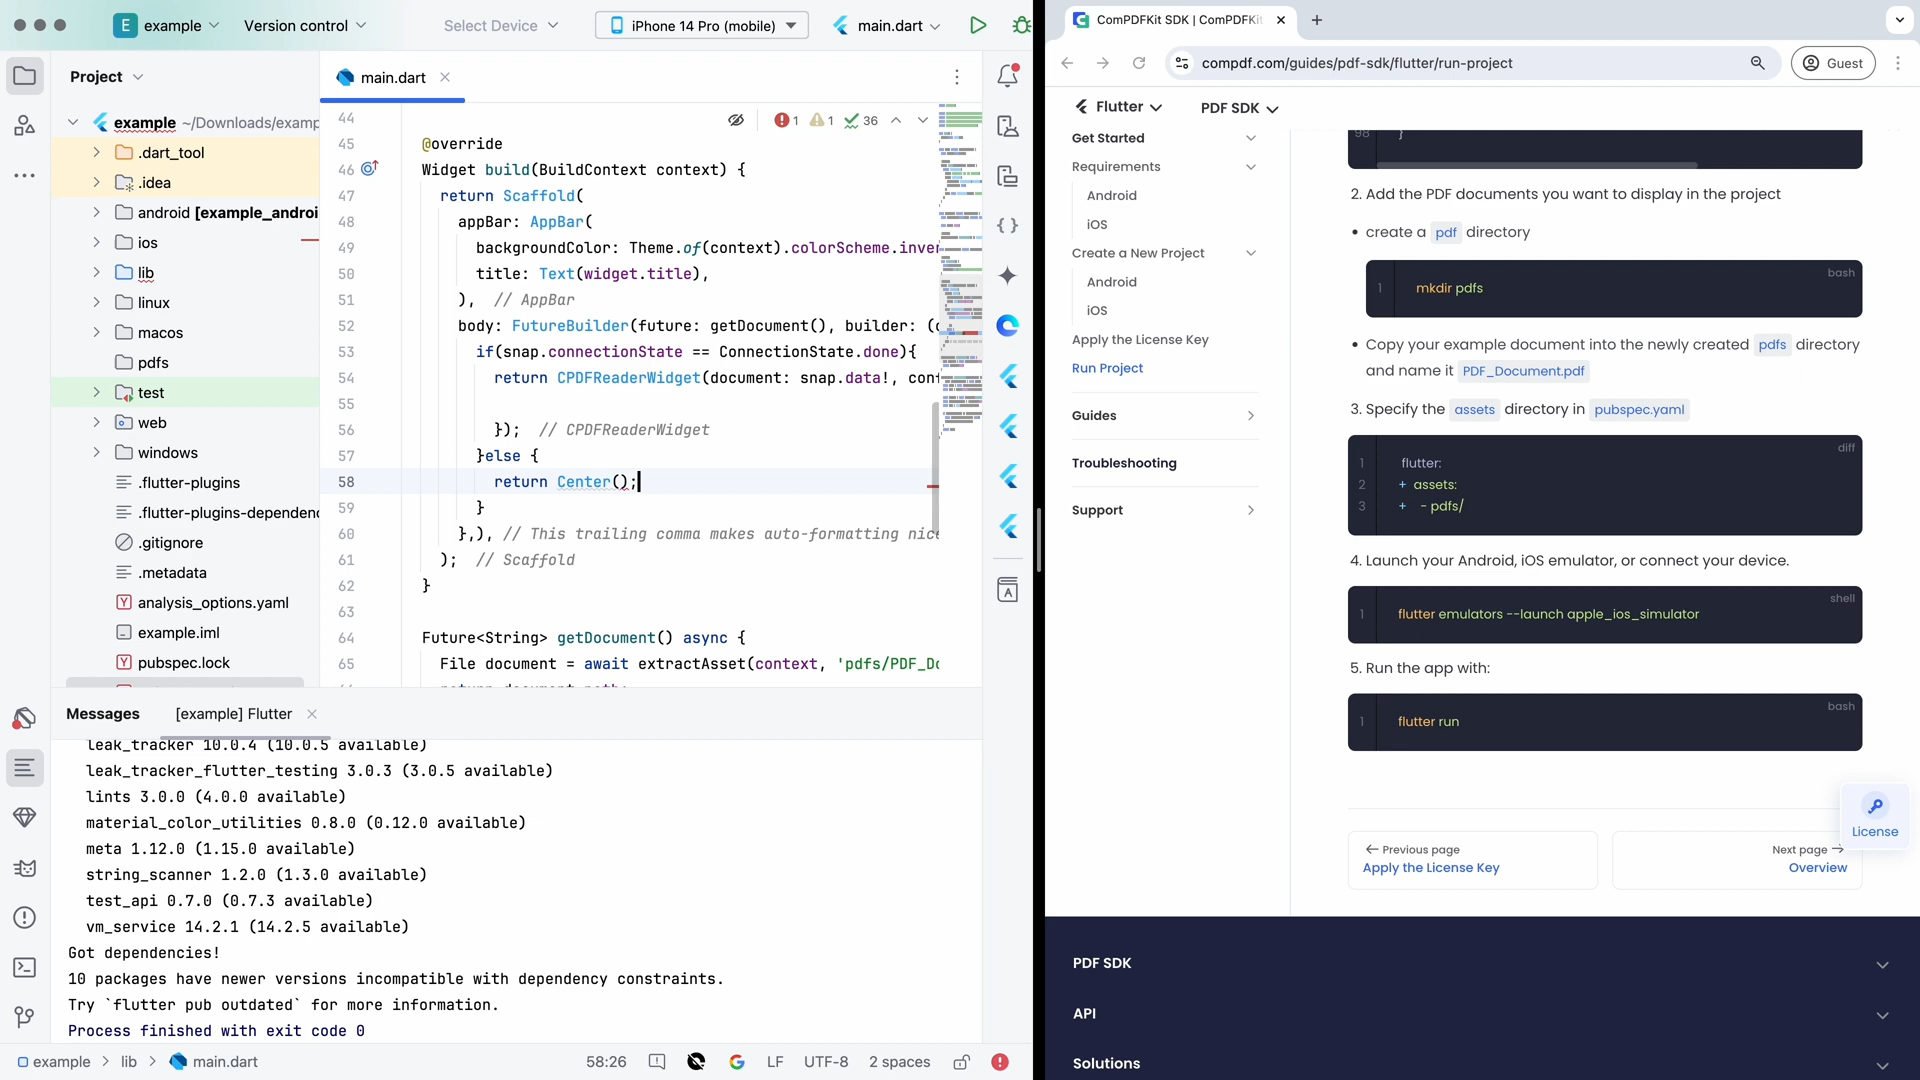 E example
Version control
Select Device
iPhone 14 Pro (mobile)
main.dart
Project
main.dart
example ~/Downloads/examp
.dart_tool
.idea
android [example_androi
ios
lib
linux
macos
pdfs
test
web
windows
.flutter-plugins
.flutter-plugins-dependenc
.gitignore
.metadata
analysis_options.yaml
example.iml
pubspec.lock
1 1 36
44
45 @override
46 Widget build(BuildContext context) {
47 return Scaffold(
48 appBar: AppBar(
49 backgroundColor: Theme.of(context).colorScheme.inver
50 title: Text(widget.title),
51 ), // AppBar
52 body: FutureBuilder(future: getDocument(), builder: (c
53 if(snap.connectionState == ConnectionState.done){
54 return CPDFReaderWidget(document: snap.data!, conf
55
56 }); // CPDFReaderWidget
57 }else {
58 return Center();
59 }
60 },), // This trailing comma makes auto-formatting nice
61 ); // Scaffold
62 }
63
64 Future<String> getDocument() async {
65 File document = await extractAsset(context, 'pdfs/PDF_Do
Messages
[example] Flutter
leak_tracker 10.0.4 (10.0.5 available)
leak_tracker_flutter_testing 3.0.3 (3.0.5 available)
lints 3.0.0 (4.0.0 available)
material_color_utilities 0.8.0 (0.12.0 available)
meta 1.12.0 (1.15.0 available)
string_scanner 1.2.0 (1.3.0 available)
test_api 0.7.0 (0.7.3 available)
vm_service 14.2.1 (14.2.5 available)
Got dependencies!
10 packages have newer versions incompatible with dependency constraints.
Try `flutter pub outdated` for more information.
Process finished with exit code 0
example > lib > main.dart
58:26
LF
UTF-8
2 spaces
ComPDFKit SDK | ComPDFKi
compdf.com/guides/pdf-sdk/flutter/run-project
Guest
Flutter
PDF SDK
Get Started
Requirements
Android
iOS
Create a New Project
Android
iOS
Apply the License Key
Run Project
Guides
Troubleshooting
Support
98 }
2. Add the PDF documents you want to display in the project
• create a pdf directory
bash
1 mkdir pdfs
• Copy your example document into the newly created pdfs directory
and name it PDF_Document.pdf
3. Specify the assets directory in pubspec.yaml
diff
1 flutter:
2 + assets:
3 + - pdfs/
4. Launch your Android, iOS emulator, or connect your device.
shell
1 flutter emulators --launch apple_ios_simulator
5. Run the app with:
bash
1 flutter run
License
← Previous page
Apply the License Key
Next page →
Overview
PDF SDK
API
Solutions